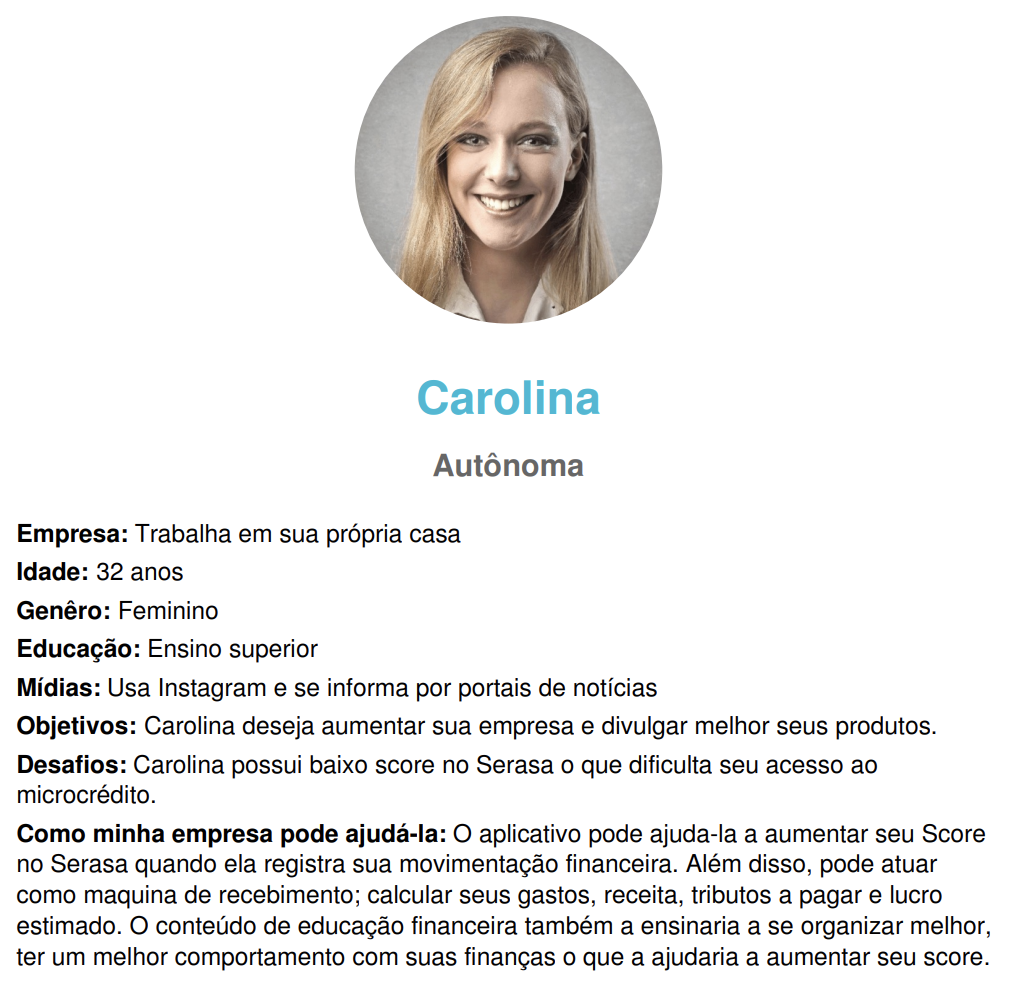 Carolina
Autônoma
Empresa: Trabalha em sua própria casa
Idade: 32 anos
Genêro: Feminino
Educação: Ensino superior
Mídias: Usa Instagram e se informa por portais de notícias
Objetivos: Carolina deseja aumentar sua empresa e divulgar melhor seus produtos.
Desafios: Carolina possui baixo score no Serasa o que dificulta seu acesso ao
microcrédito.
Como minha empresa pode ajudá-la: O aplicativo pode ajuda-la a aumentar seu Score
no Serasa quando ela registra sua movimentação financeira. Além disso, pode atuar
como maquina de recebimento; calcular seus gastos, receita, tributos a pagar e lucro
estimado. O conteúdo de educação financeira também a ensinaria a se organizar melhor,
ter um melhor comportamento com suas finanças o que a ajudaria a aumentar seu score.